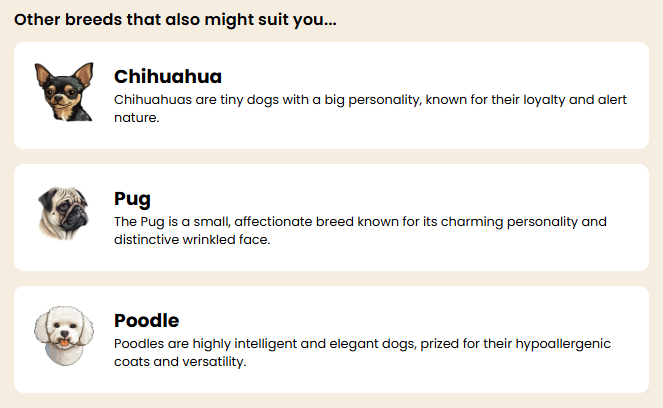 Other breeds that also might suit you...
Chihuahua
Chihuahuas are tiny dogs with a big personality, known for their loyalty and alert
nature.
Pug
The Pug is a small, affectionate breed known for its charming personality and
distinctive wrinkled face.
Poodle
Poodles are highly intelligent and elegant dogs, prized for their hypoallergenic
coats and versatility.